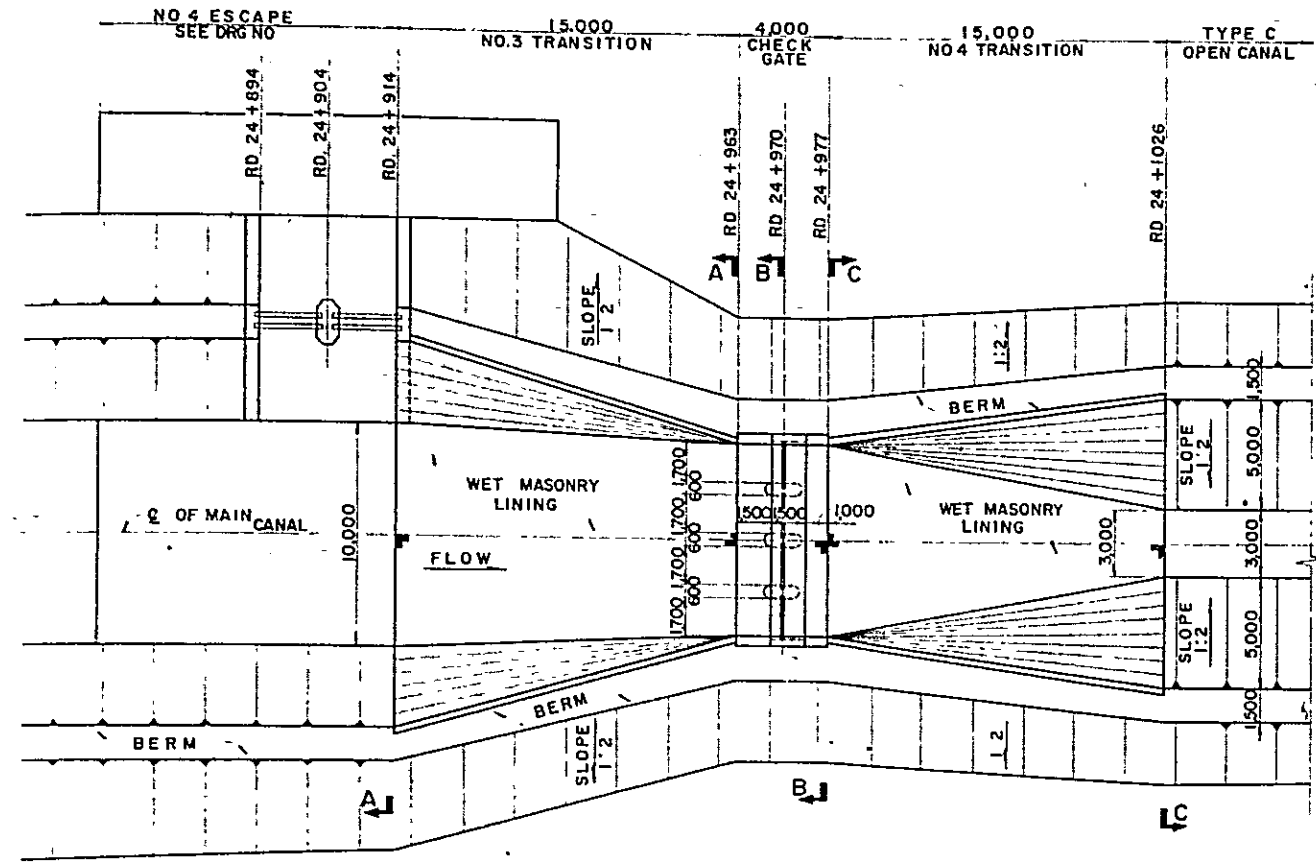 NO 4 ESCAPE
SEE DRG NO
15.000
NO.3 TRANSITION
4,000
CHECK
GATE
15,000
NO 4 TRANSITION
TYPE C
OPEN CANAL
RD 24 +894
RD. 24 +904
RD. 24 +914
RD 24 +963
RD 24 +970
RD 24 +977
RD 24 +1026
A
B
C
SLOPE
1 2
1:2
BERM
1,500
SLOPE
1:2
5,000
WET MASONRY
LINING
1,700
600
1,700
600
1,700
600
1,700
1,500
1,500
1,000
WET MASONRY
LINING
℄ OF MAIN CANAL
10,000
FLOW
3,000
3,000
SLOPE
1:2
5,000
1,500
BERM
BERM
SLOPE
1:2
1 2
A
B
C